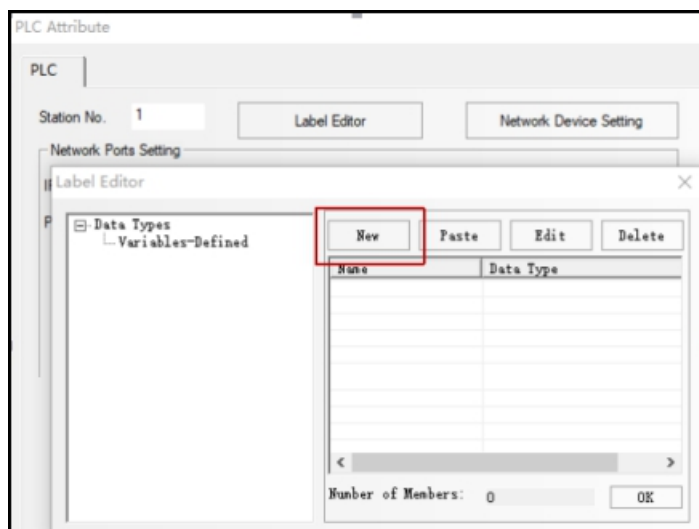 PLC Attribute
PLC
Station No. 1 Label Editor Network Device Setting
Network Ports Setting
Label Editor
Data Types
Variables-Defined
New Paste Edit Delete
Name Data Type
Number of Members: 0 OK